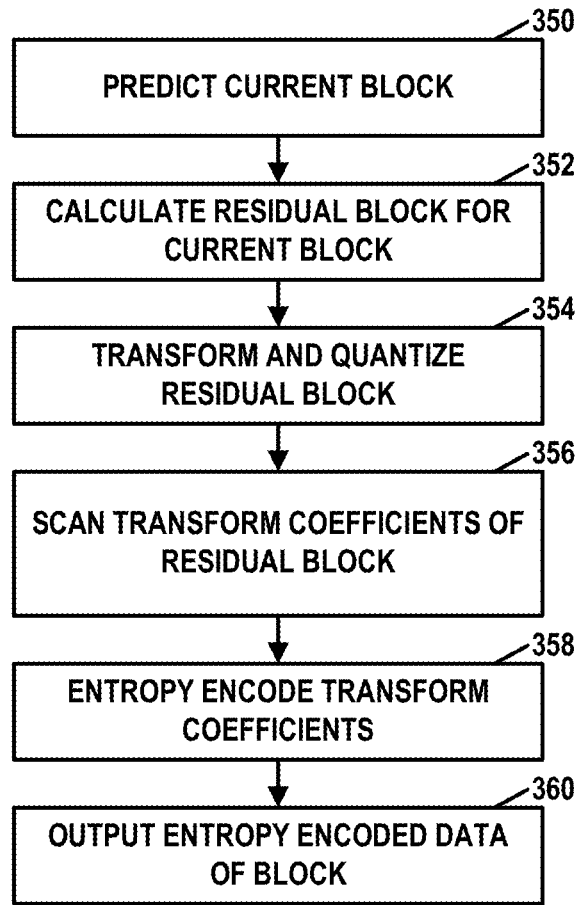 350
PREDICT CURRENT BLOCK
352
CALCULATE RESIDUAL BLOCK FOR
CURRENT BLOCK
354
TRANSFORM AND QUANTIZE
RESIDUAL BLOCK
356
SCAN TRANSFORM COEFFICIENTS OF
RESIDUAL BLOCK
358
ENTROPY ENCODE TRANSFORM
COEFFICIENTS
360
OUTPUT ENTROPY ENCODED DATA
OF BLOCK